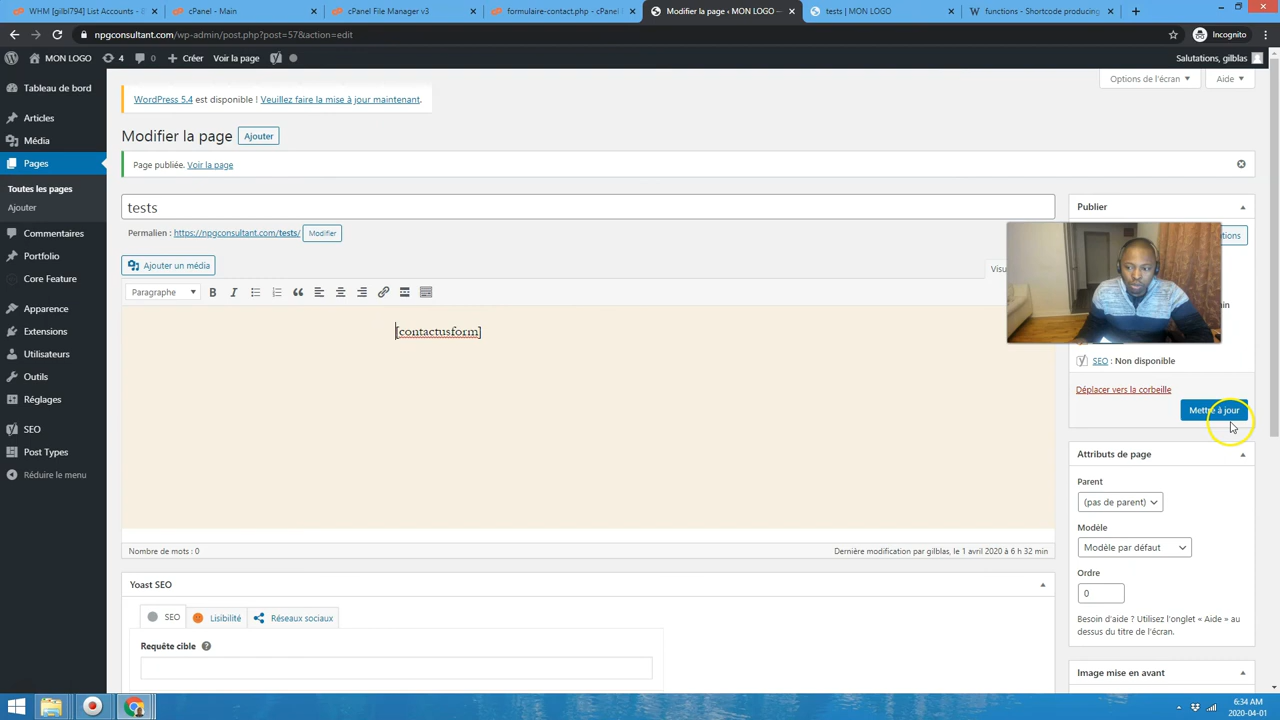 WHM [gilbl794] List Accounts -
cPanel - Main
cPanel File Manager v3
formulaire-contact.php - cPanel
Modifier la page ‹ MON LOGO —
tests | MON LOGO
functions - Shortcode producing
npgconsultant.com/wp-admin/post.php?post=57&action=edit
Incognito
MON LOGO
4
0
Créer
Voir la page
Salutations, gilblas
Tableau de bord
Articles
Média
Pages
Toutes les pages
Ajouter
Commentaires
Portfolio
Core Feature
Apparence
Extensions
Utilisateurs
Outils
Réglages
SEO
Post Types
Réduire le menu
Options de l'écran
Aide
WordPress 5.4 est disponible ! Veuillez faire la mise à jour maintenant.
Modifier la page
Ajouter
Page publiée. Voir la page
tests
Permalien : https://npgconsultant.com/tests/
Modifier
Ajouter un média
Paragraphe
[contactusform]
Nombre de mots : 0
Dernière modification par gilblas, le 1 avril 2020 à 6 h 32 min
Yoast SEO
SEO
Lisibilité
Réseaux sociaux
Requête cible
Publier
SEO : Non disponible
Déplacer vers la corbeille
Mettre à jour
Attributs de page
Parent
(pas de parent)
Modèle
Modèle par défaut
Ordre
0
Besoin d'aide ? Utilisez l'onglet « Aide » au
dessus du titre de l'écran.
Image mise en avant
6:34 AM
2020-04-01